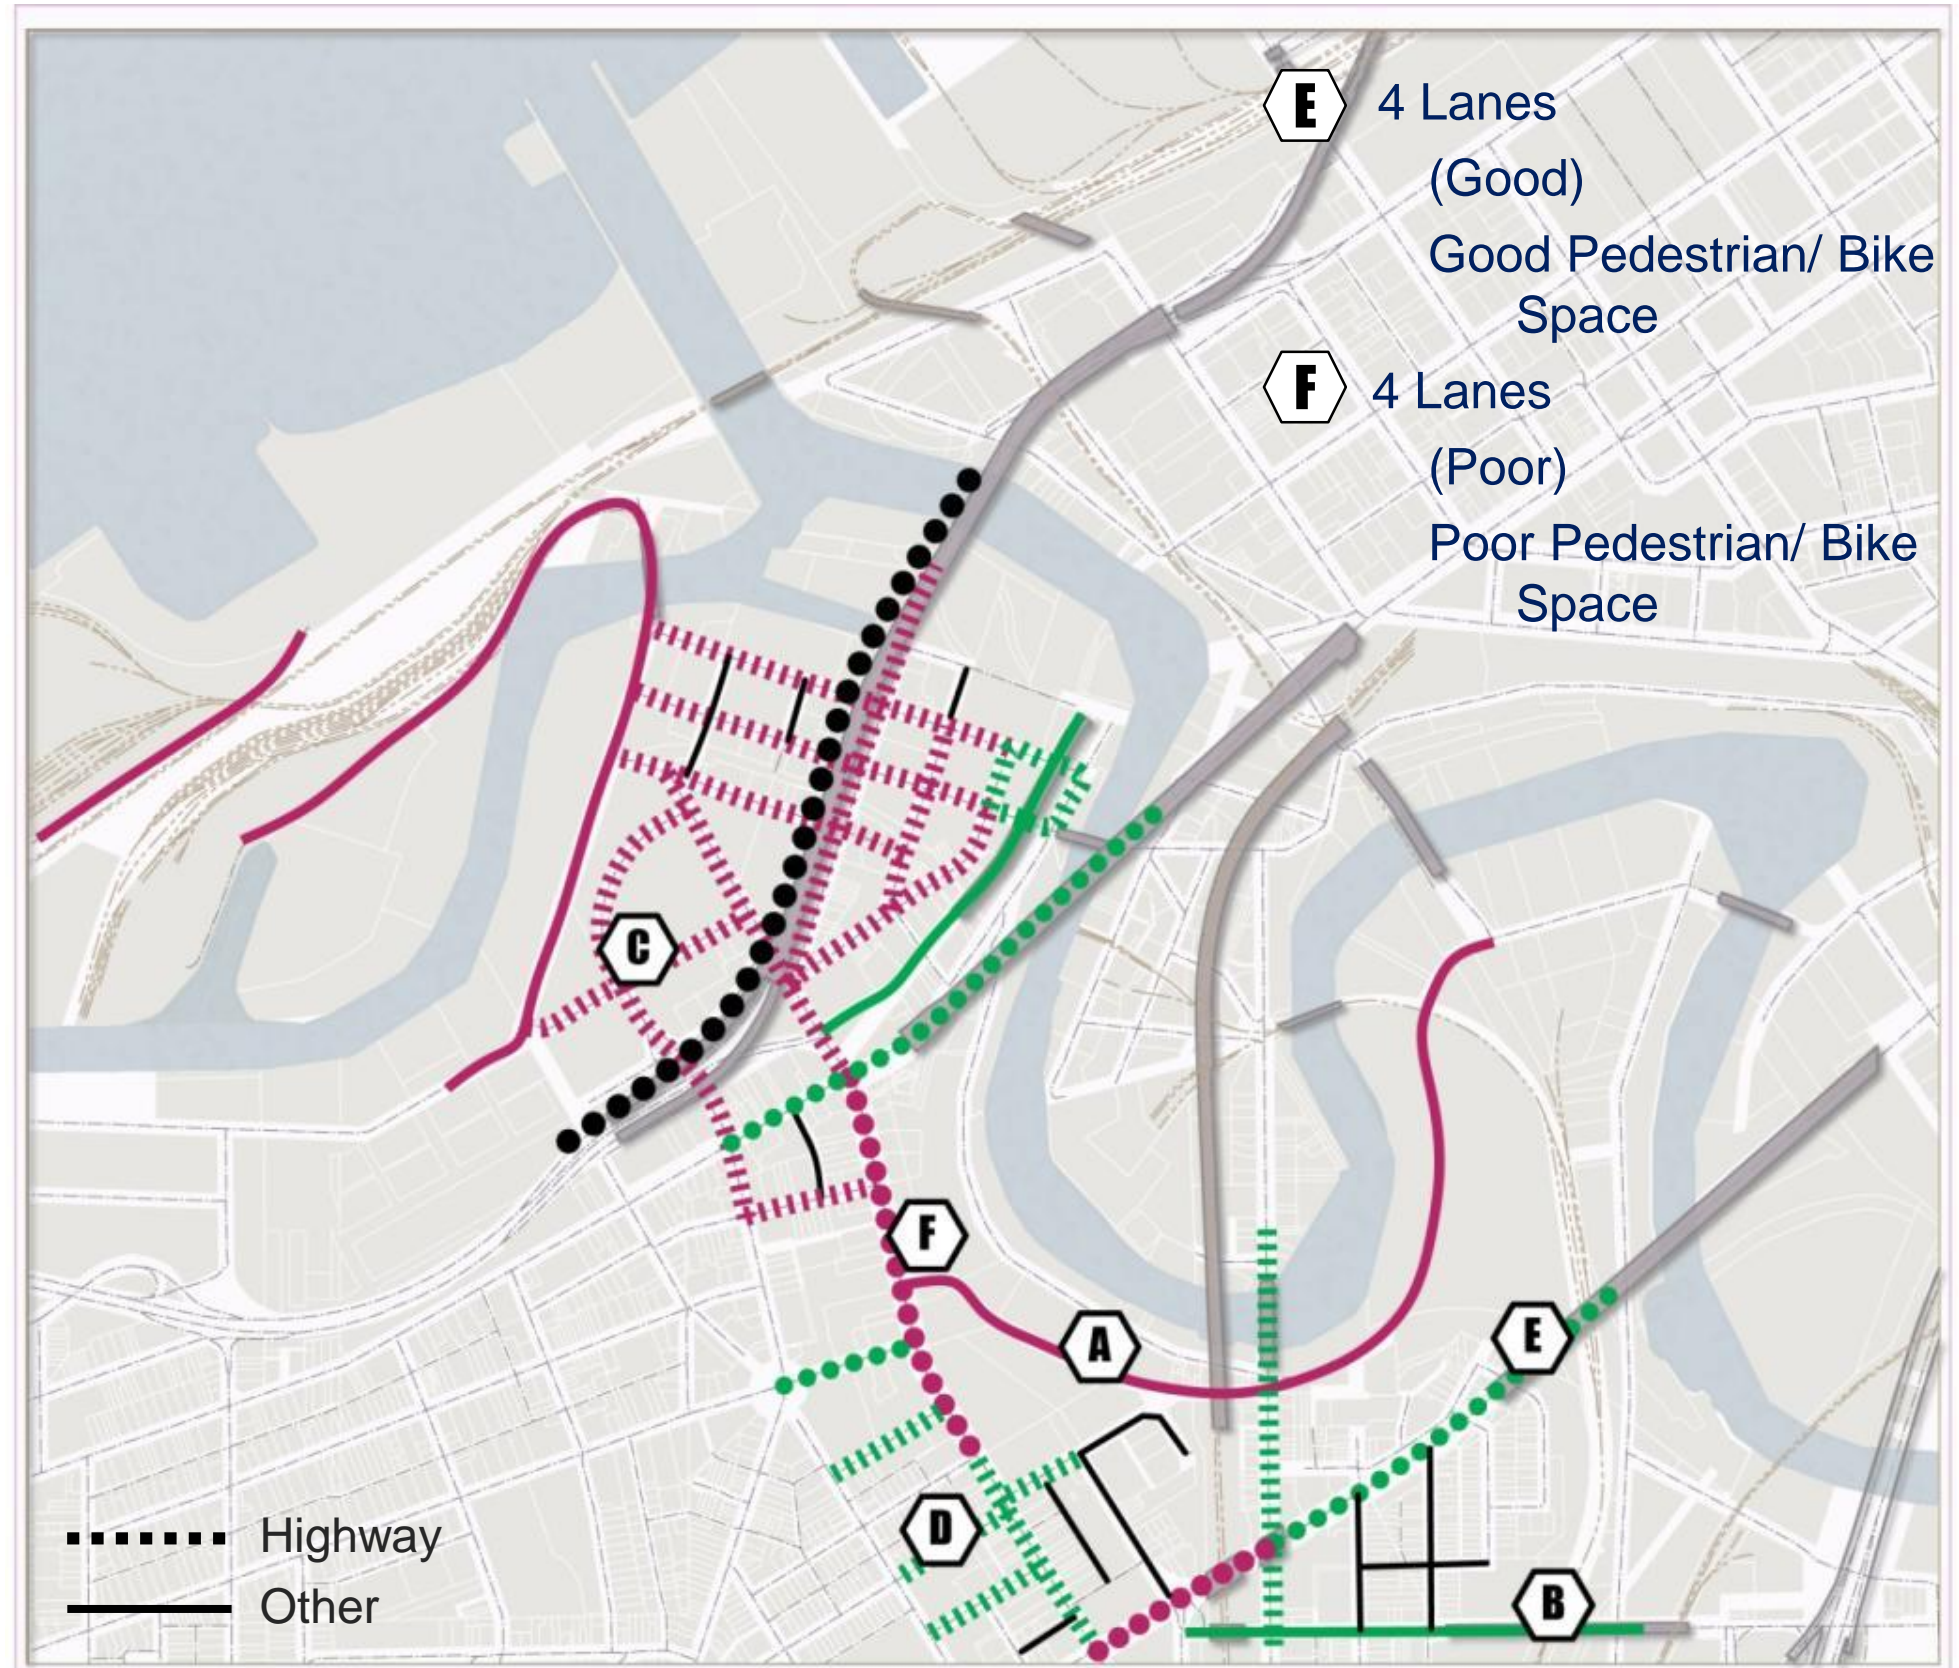 E 4 Lanes
(Good)
Good Pedestrian/ Bike
Space
F 4 Lanes
(Poor)
Poor Pedestrian/ Bike
Space
C
F
A
E
D
B
Highway
Other